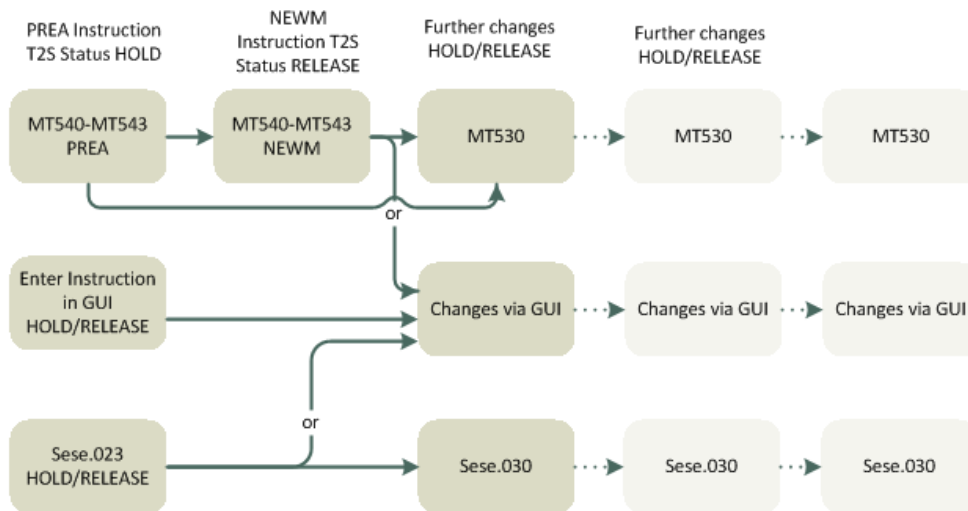 PREA Instruction
T2S Status HOLD
NEWM
Instruction T2S
Status RELEASE
Further changes
HOLD/RELEASE
Further changes
HOLD/RELEASE
MT540-MT543
PREA
MT540-MT543
NEWM
MT530
MT530
MT530
or
Enter Instruction
in GUI
HOLD/RELEASE
Changes via GUI
Changes via GUI
Changes via GUI
or
Sese.023
HOLD/RELEASE
Sese.030
Sese.030
Sese.030